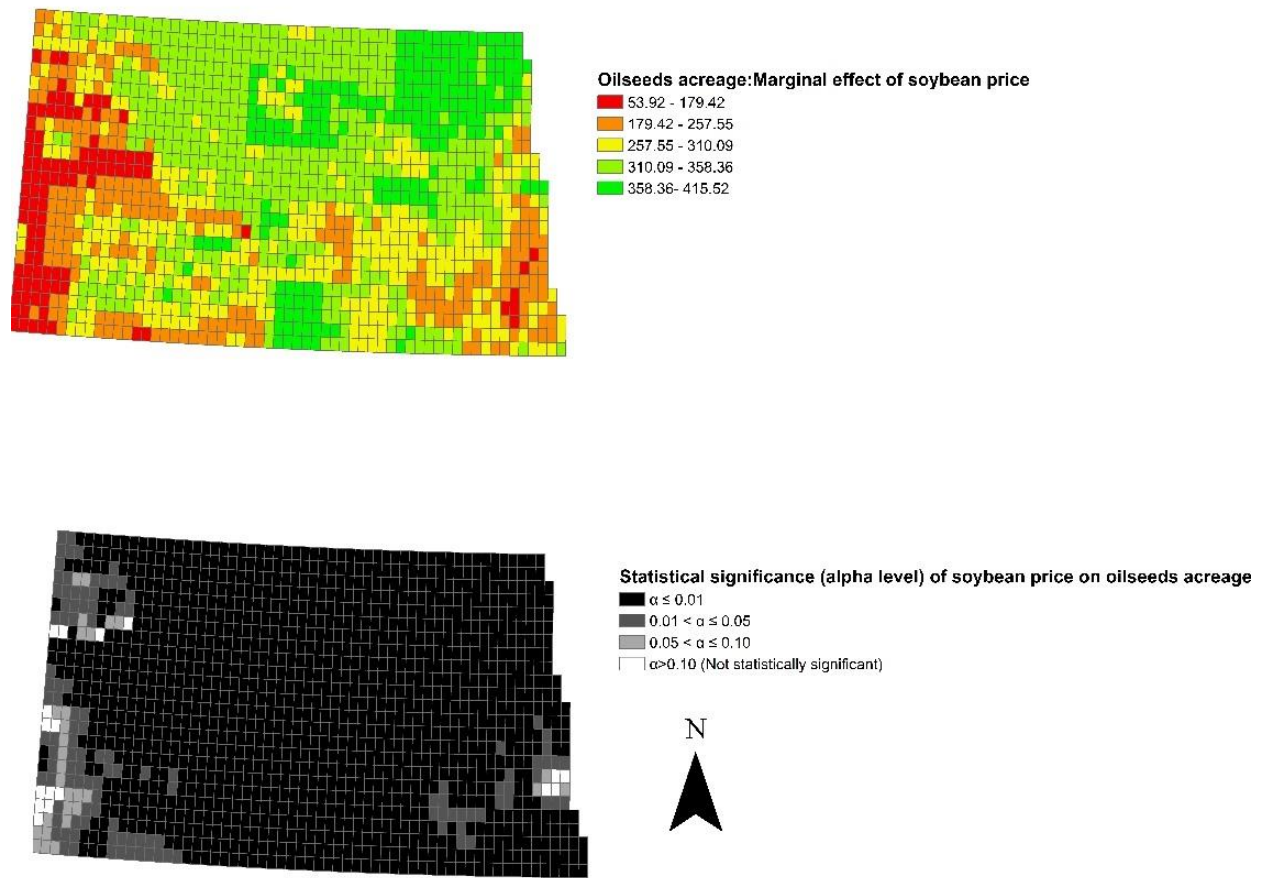 Oilseeds acreage:Marginal effect of soybean price
53.92 - 179.42
179.42 - 257.55
257.55 - 310.09
310.09 - 358.36
358.36- 415.52
Statistical significance (alpha level) of soybean price on oilseeds acreage
α ≤ 0.01
0.01 < α ≤ 0.05
0.05 < α ≤ 0.10
α>0.10 (Not statistically significant)
N